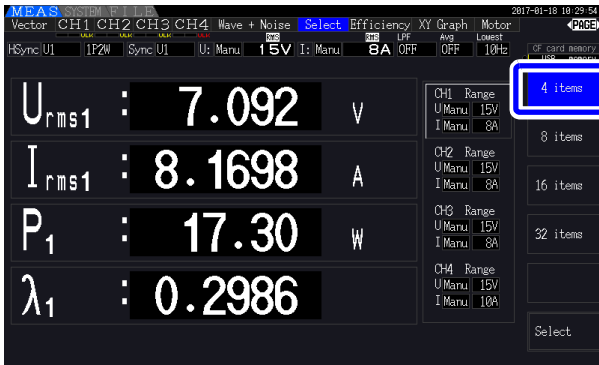 MEAS SYSTEM FILE 2017-01-18 10:29:54
Vector CH1 CH2 CH3 CH4 Wave + Noise Select Efficiency XY Graph Motor PAGE
RMS RMS LPF Avg Lowest
HSync U1 1P2W Sync U1 U: Manu 15V I: Manu 8A OFF OFF 10Hz
CF card memory
USB memory
4 items
8 items
16 items
32 items
Select
Urms1 : 7.092 V
Irms1 : 8.1698 A
P1 : 17.30 W
λ1 : 0.2986
CH1 Range
U Manu 15V
I Manu 8A
CH2 Range
U Manu 15V
I Manu 8A
CH3 Range
U Manu 15V
I Manu 8A
CH4 Range
U Manu 15V
I Manu 10A